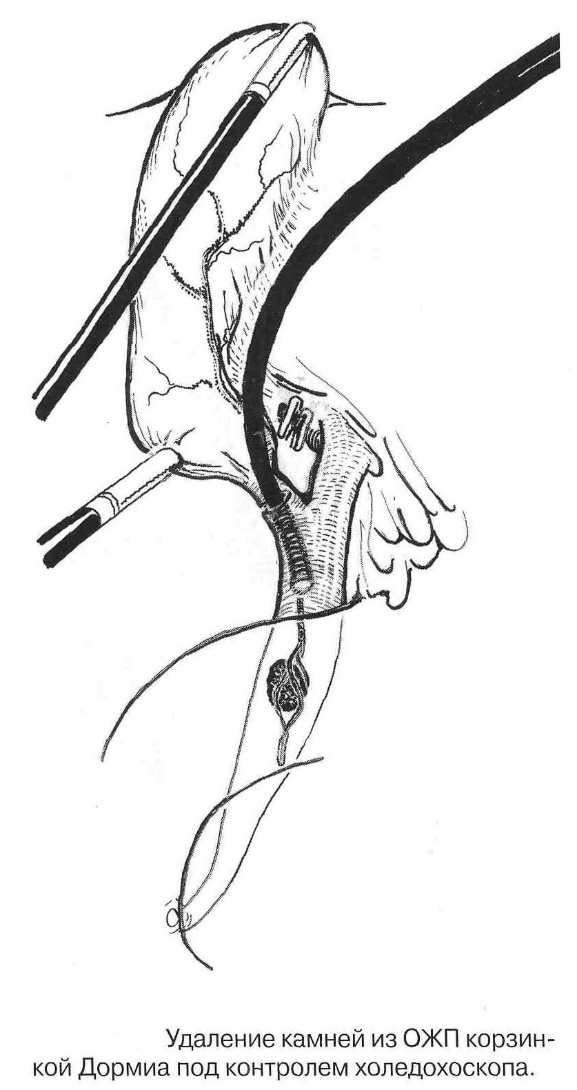 Удаление камней из ОЖП корзин-
кой Дормиа под контролем холедохоскопа.